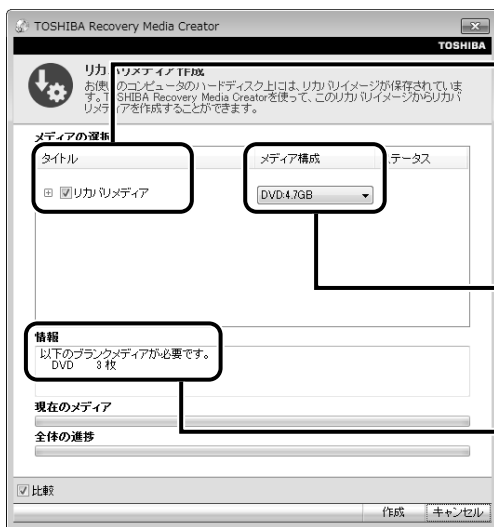 TOSHIBA Recovery Media Creator
TOSHIBA
リカバリメディア作成
お使いのコンピュータのハードディスク上には、リカバリイメージが保存されていま
す。TOSHIBA Recovery Media Creatorを使って、このリカバリイメージからリカバリ
メディアを作成することができます。
メディアの選択
タイトル メディア構成 ステータス
リカバリメディア DVD:4.7GB
情報
以下のブランクメディアが必要です。
DVD 3 枚
現在のメディア
全体の進捗
比較
作成 キャンセル